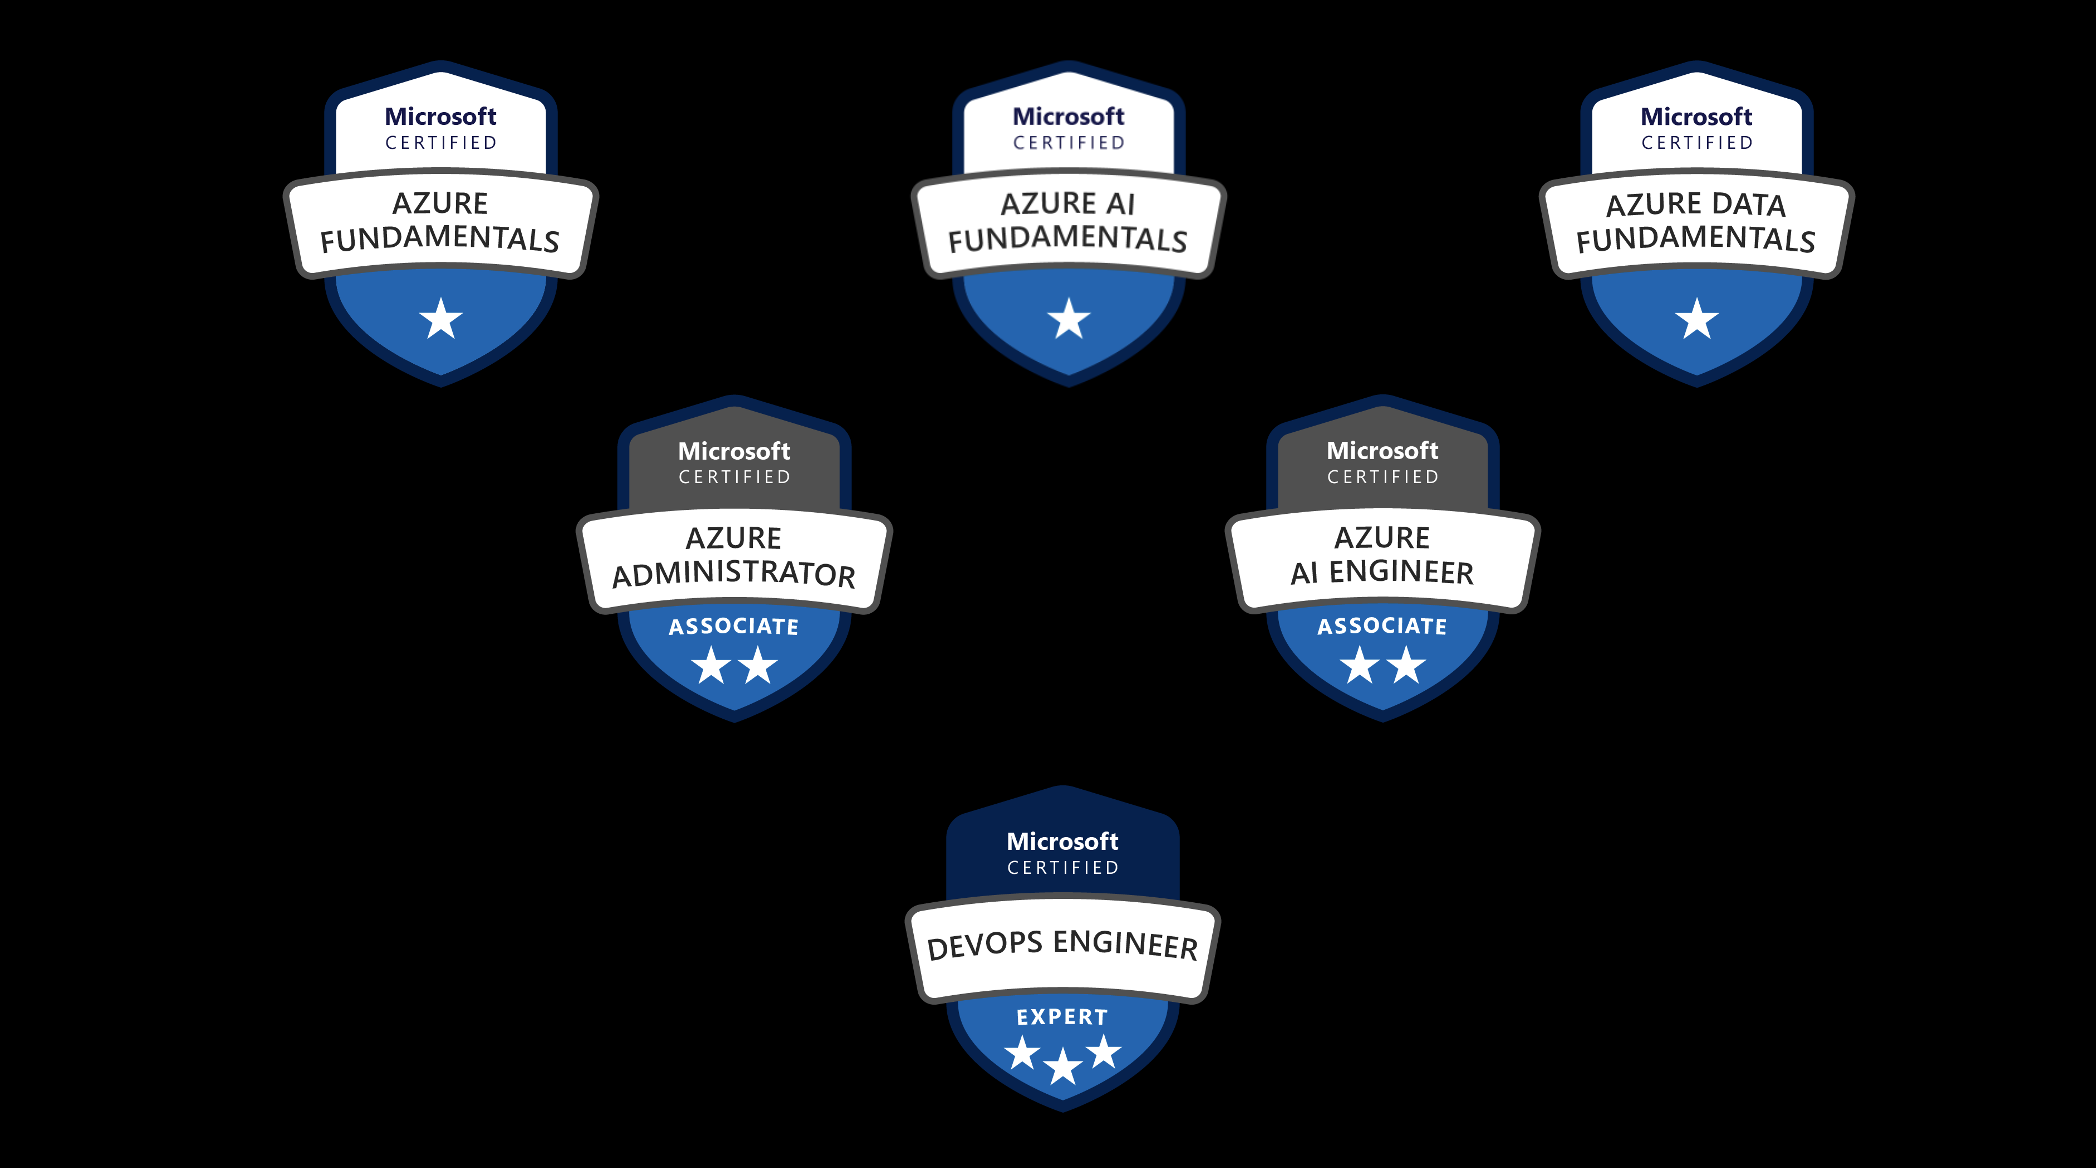 Microsoft
CERTIFIED
AZURE
FUNDAMENTALS
Microsoft
CERTIFIED
AZURE AI
FUNDAMENTALS
Microsoft
CERTIFIED
AZURE DATA
FUNDAMENTALS
Microsoft
CERTIFIED
AZURE
ADMINISTRATOR
ASSOCIATE
Microsoft
CERTIFIED
AZURE
AI ENGINEER
ASSOCIATE
Microsoft
CERTIFIED
DEVOPS ENGINEER
EXPERT